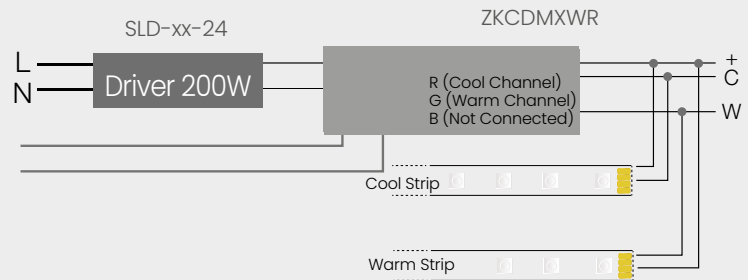 SLD-xx-24
ZKCDMXWR
L
N
Driver 200W
R (Cool Channel)
G (Warm Channel)
B (Not Connected)
+
C
W
Cool Strip
Warm Strip